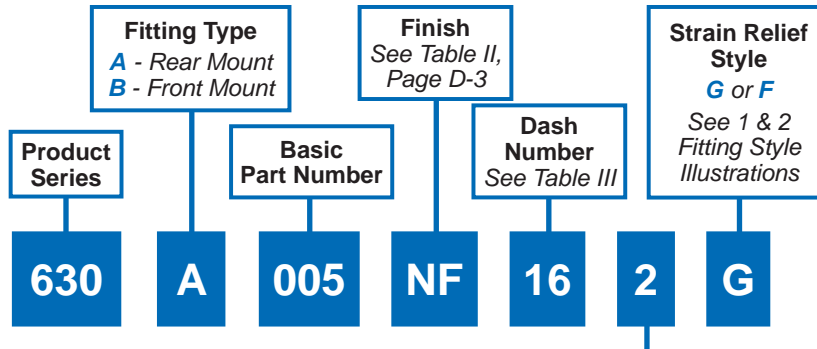 Fitting Type
A - Rear Mount
B - Front Mount
Finish
See Table II,
Page D-3
Strain Relief
Style
G or F
See 1 & 2
Fitting Style
Illustrations
Product
Series
Basic
Part Number
Dash
Number
See Table III
630 A 005 NF 16 2 G